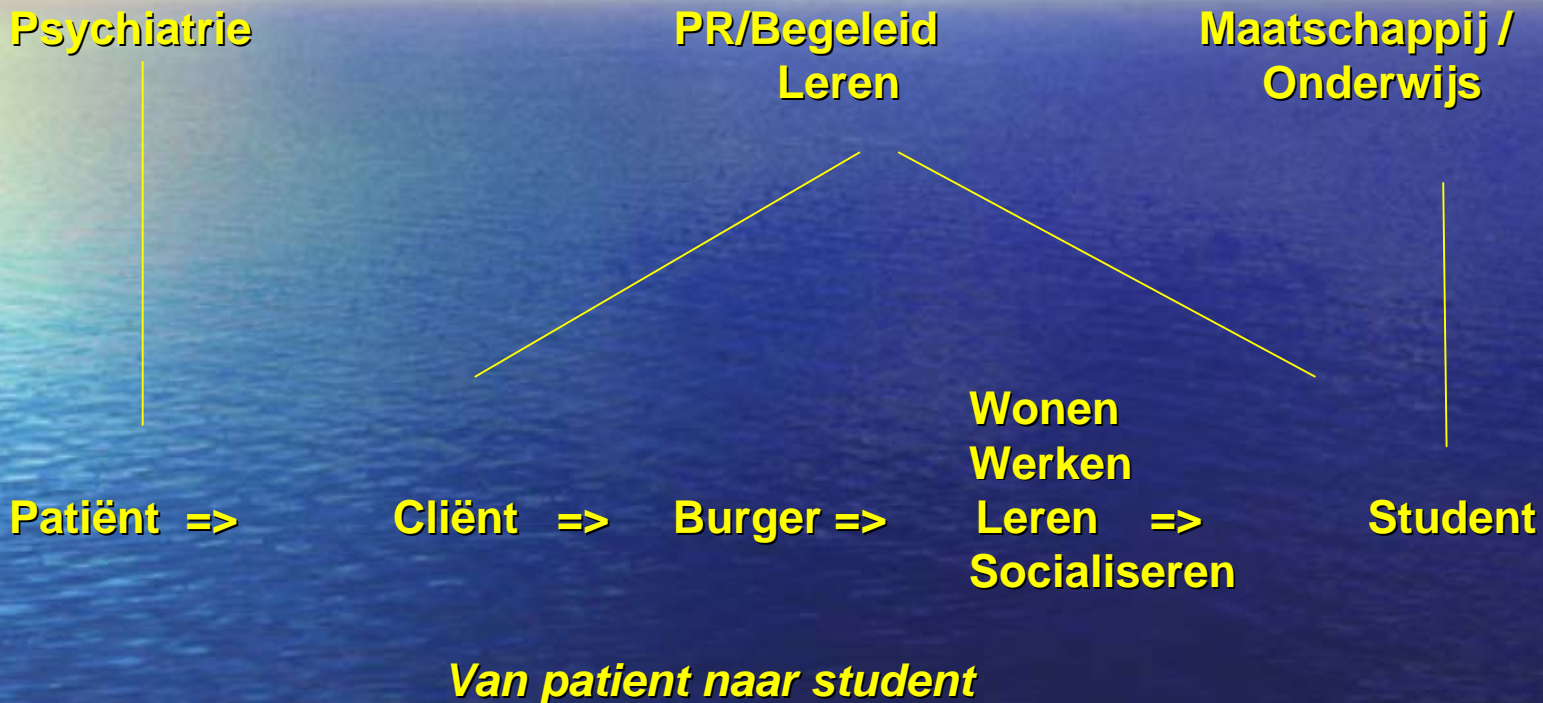 Psychiatrie PR/Begeleid Maatschappij /
Leren Onderwijs
Wonen
Werken
Patiënt => Cliënt => Burger => Leren => Student
Socialiseren
Van patient naar student